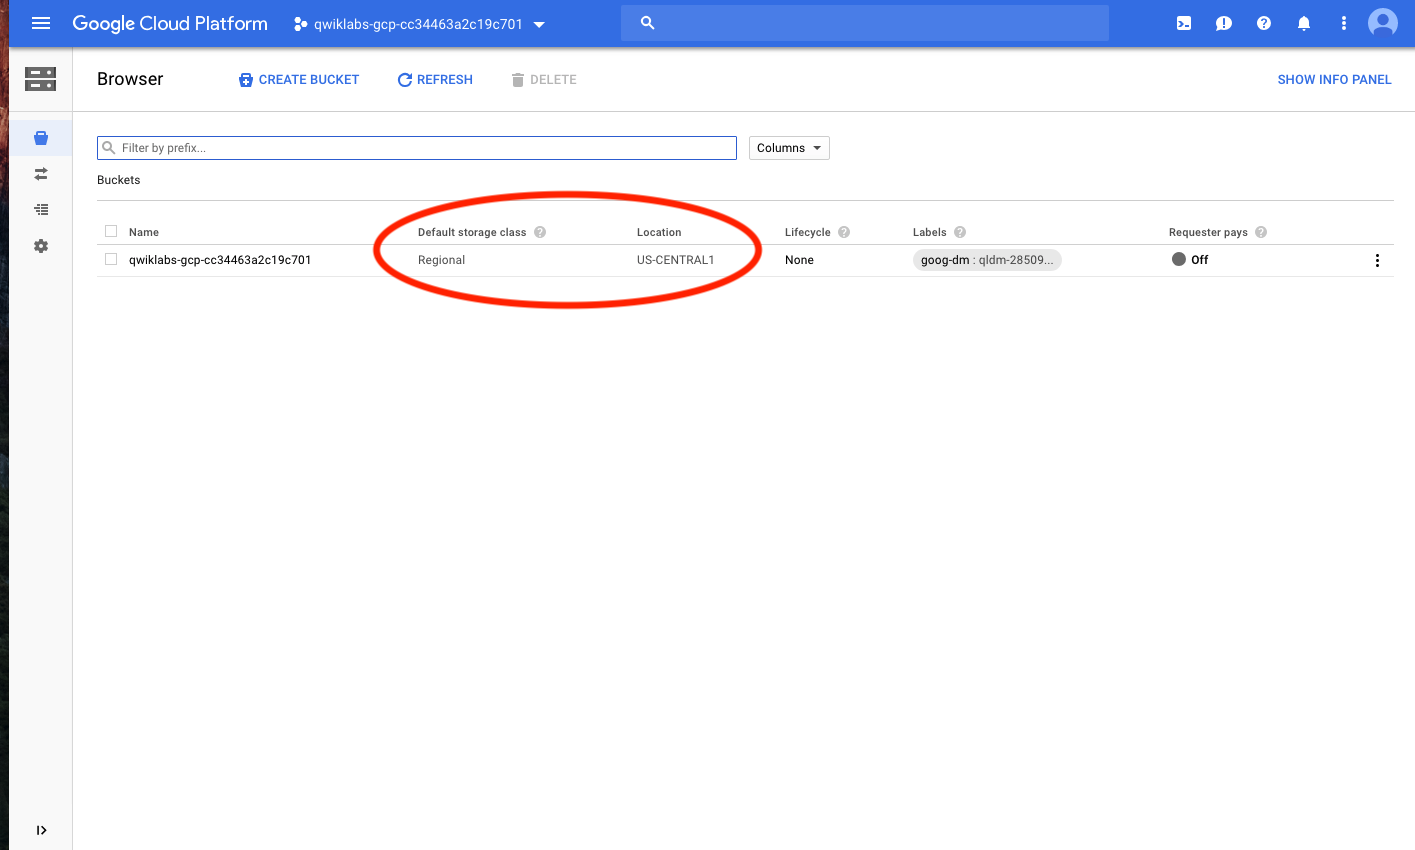 Google Cloud Platform qwiklabs-gcp-cc34463a2c19c701
Browser CREATE BUCKET REFRESH DELETE SHOW INFO PANEL
Filter by prefix... Columns
Buckets
Name Default storage class Location Lifecycle Labels Requester pays
qwiklabs-gcp-cc34463a2c19c701 Regional US-CENTRAL1 None goog-dm : qldm-28509... Off